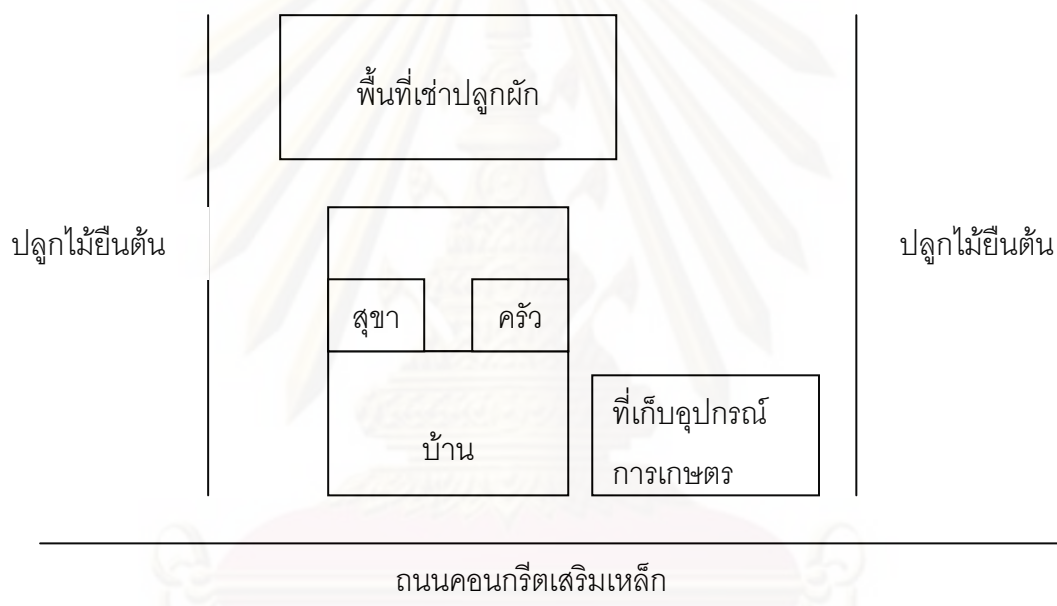 พื้นที่เช่าปลูกผัก
ปลูกไม้ยืนต้น
ปลูกไม้ยืนต้น
สุขา
ครัว
บ้าน
ที่เก็บอุปกรณ์
การเกษตร
ถนนคอนกรีตเสริมเหล็ก